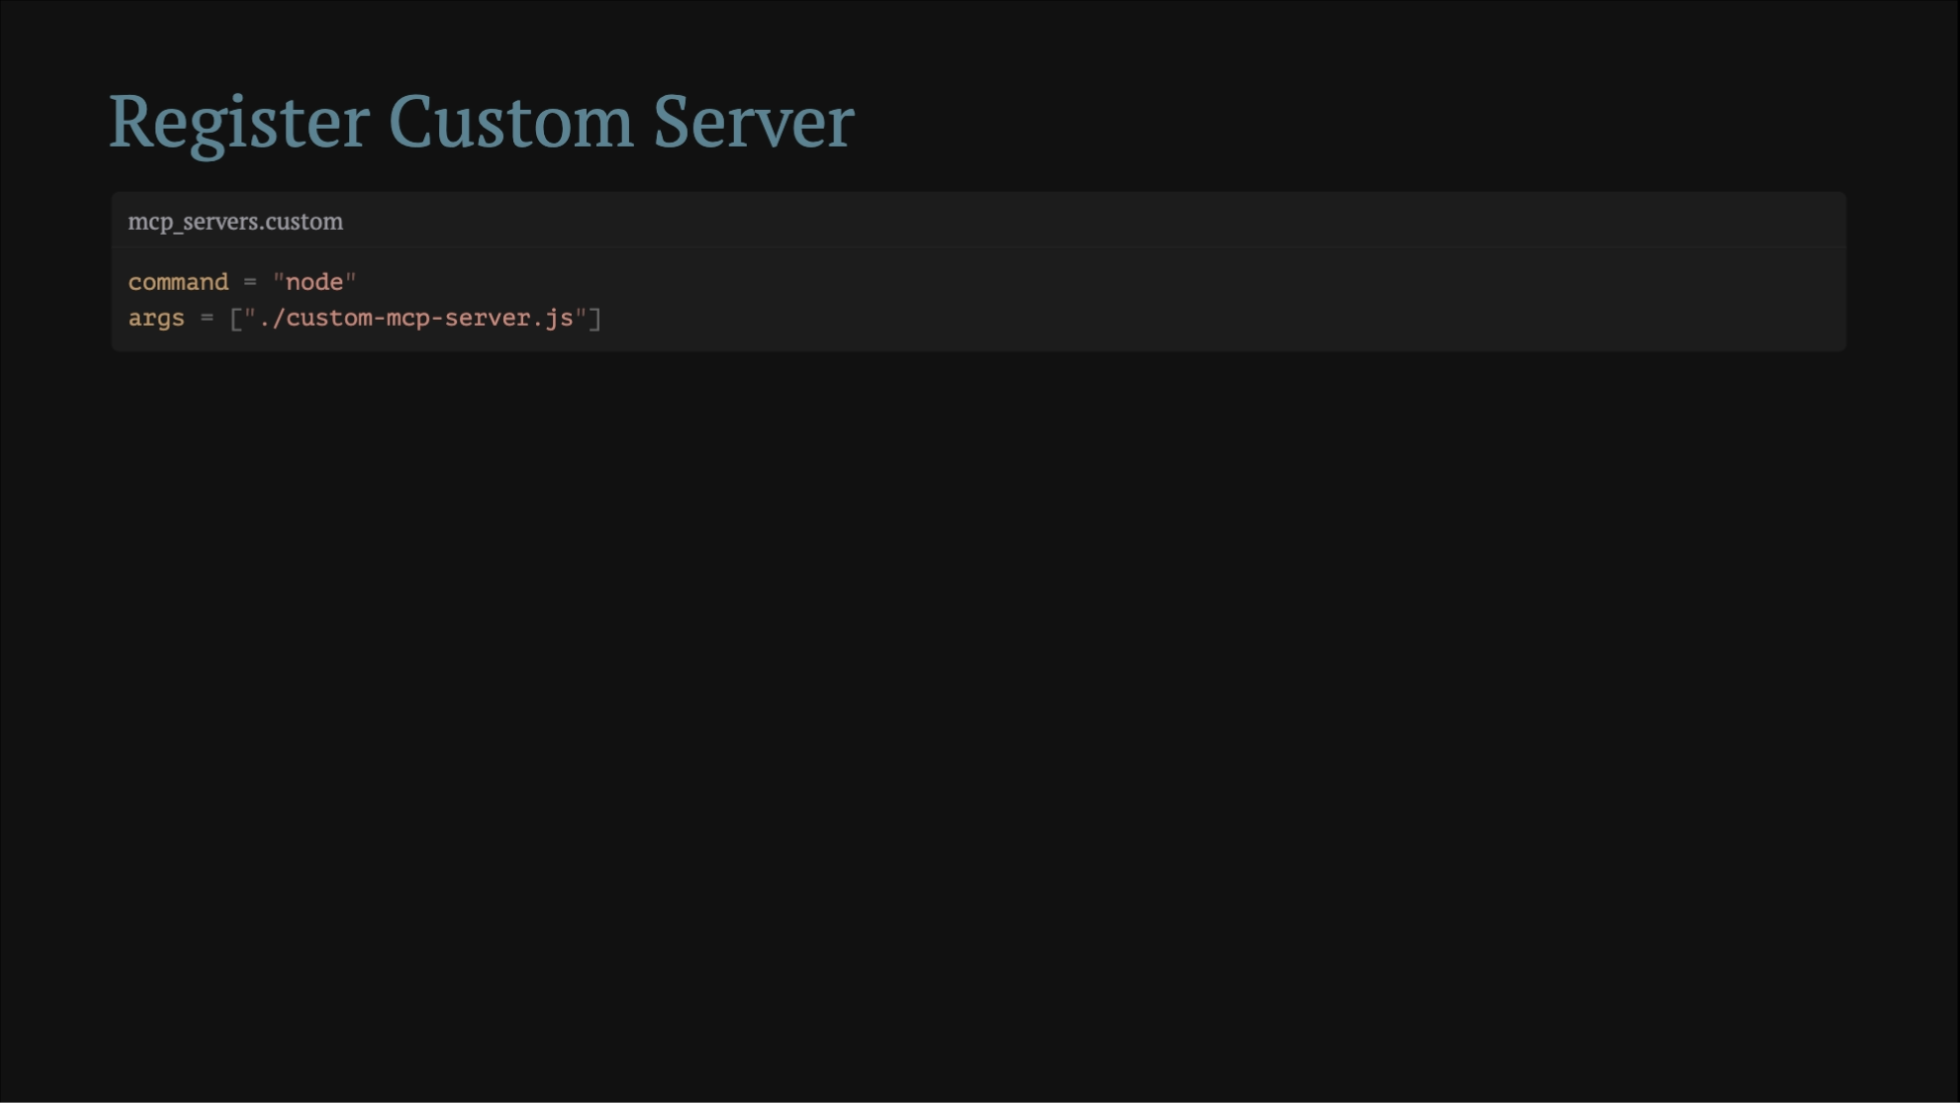 Register Custom Server
mcp_servers.custom
command = "node"
args = ["./custom-mcp-server.js"]